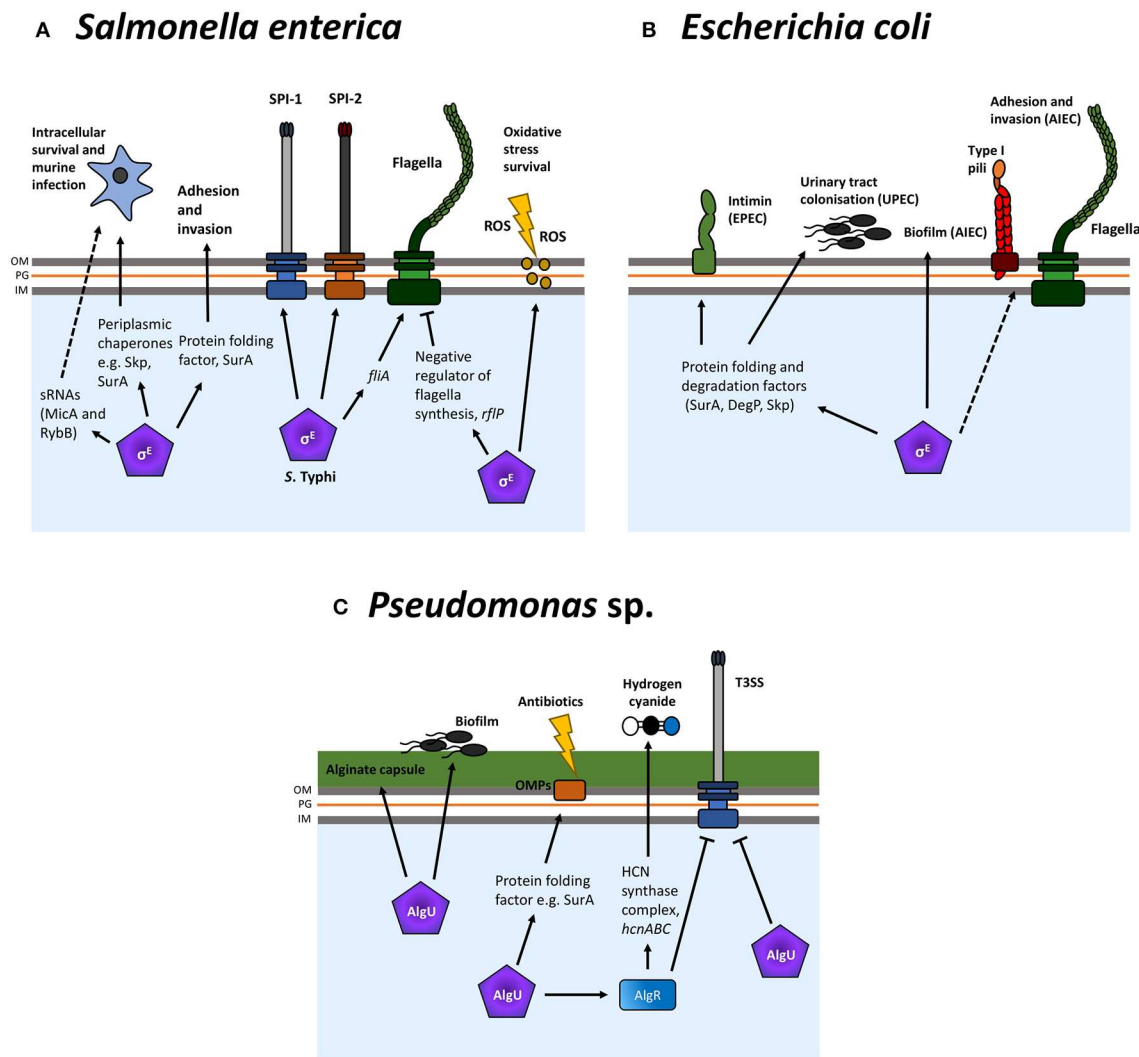 A Salmonella enterica
SPI-1
SPI-2
Intracellular
survival and
murine
infection
Adhesion
and
invasion
Flagella
Oxidative
stress
survival
ROS
ROS
OM
PG
IM
Periplasmic
chaperones
e.g. Skp,
SurA
Protein folding
factor, SurA
sRNAs
(MicA and
RybB)
fliA
Negative
regulator of
flagella
synthesis, rflP
σE
σE
S. Typhi
σE
B Escherichia coli
Adhesion and
invasion (AIEC)
Type I
pili
Intimin
(EPEC)
Urinary tract
colonisation (UPEC)
Biofilm (AIEC)
Flagella
OM
PG
IM
Protein folding and
degradation factors
(SurA, DegP, Skp)
σE
C Pseudomonas sp.
Biofilm
Antibiotics
Hydrogen
cyanide
T3SS
Alginate capsule
OMPs
OM
PG
IM
Protein folding
factor e.g. SurA
HCN
synthase
complex,
hcnABC
AlgU
AlgU
AlgR
AlgU